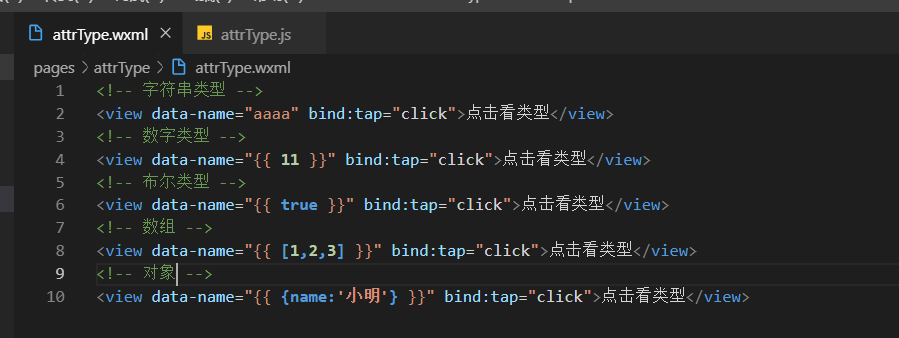 attrType.wxml × JS attrType.js
pages > attrType > attrType.wxml
1 <!-- 字符串类型 -->
2 <view data-name="aaaa" bind:tap="click">点击看类型</view>
3 <!-- 数字类型 -->
4 <view data-name="{{ 11 }}" bind:tap="click">点击看类型</view>
5 <!-- 布尔类型 -->
6 <view data-name="{{ true }}" bind:tap="click">点击看类型</view>
7 <!-- 数组 -->
8 <view data-name="{{ [1,2,3] }}" bind:tap="click">点击看类型</view>
9 <!-- 对象 -->
10 <view data-name="{{ {name:'小明'} }}" bind:tap="click">点击看类型</view>